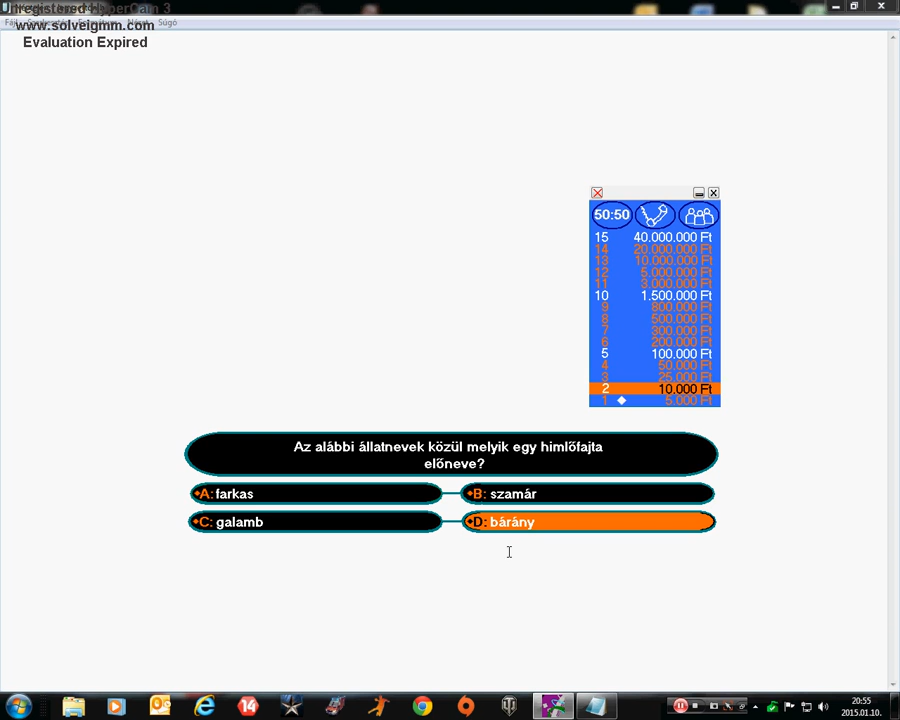 Unregistered HyperCam 3
www.solveigmm.com
Evaluation Expired
Fájl
Súgó
50:50
15 40.000.000 Ft
14 20.000.000 Ft
13 10.000.000 Ft
12 5.000.000 Ft
11 3.000.000 Ft
10 1.500.000 Ft
9 800.000 Ft
8 500.000 Ft
7 300.000 Ft
6 200.000 Ft
5 100.000 Ft
4 50.000 Ft
3 25.000 Ft
2 10.000 Ft
1 5.000 Ft
Az alábbi állatnevek közül melyik egy himlőfajta
előneve?
A: farkas
B: szamár
C: galamb
D: bárány
14
20:55
2015.01.10.